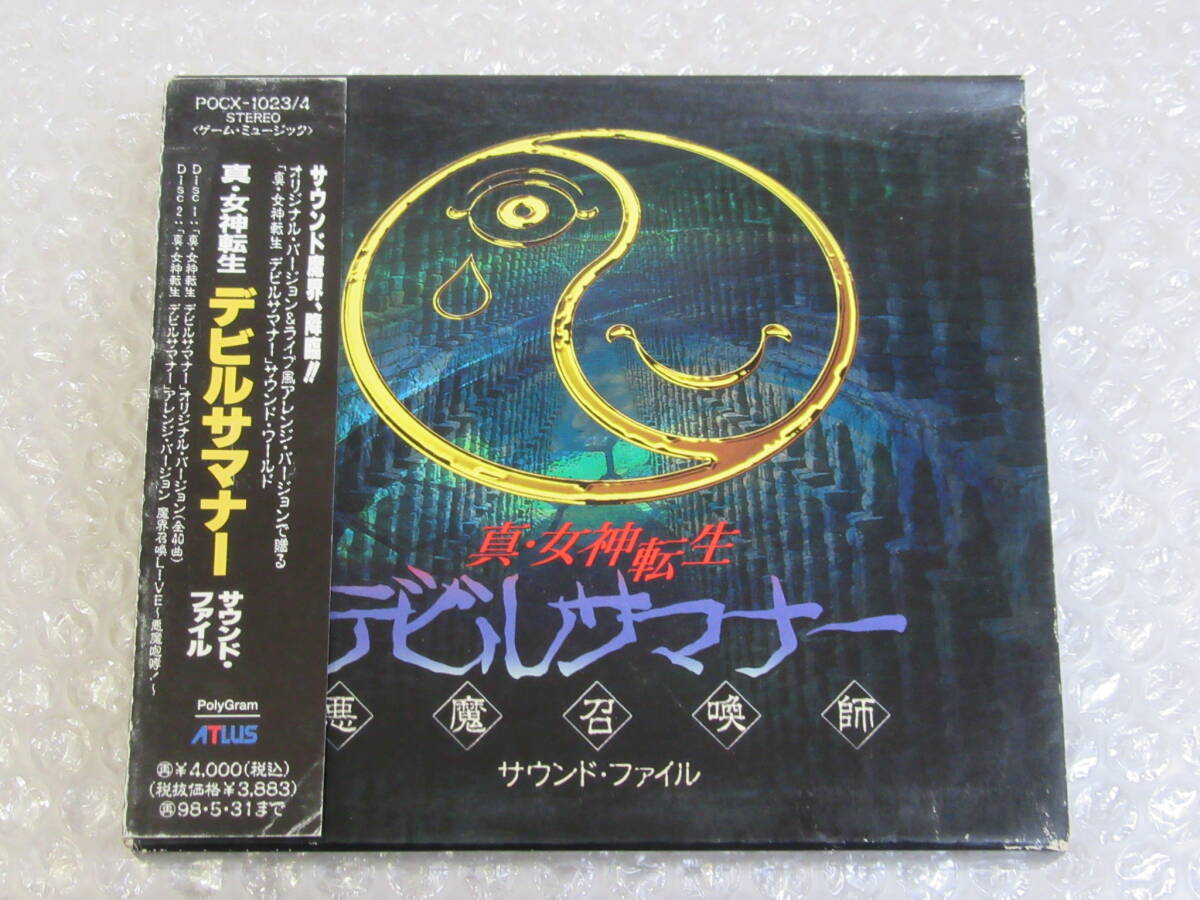 POCX-1023/4
STEREO
〈ゲーム・ミュージック〉
サウンド魔界、降臨!!
オリジナル・バージョン&ライブ風アレンジ・バージョンで贈る
「真・女神転生 デビルサマナー」サウンド・ワールド
真・女神転生 デビルサマナー サウンド・ファイル
Disc 1:「真・女神転生 デビルサマナー」オリジナル・バージョン(全40曲)
Disc 2:「真・女神転生 デビルサマナー」アレンジ・バージョン 魔界召喚LIVE〜悪魔咆哮!〜
PolyGram
ATLUS
再¥4,000(税込)
(税抜価格¥3,883)
再98・5・31まで
真・女神転生
デビルサマナー
悪魔召喚師
サウンド・ファイル